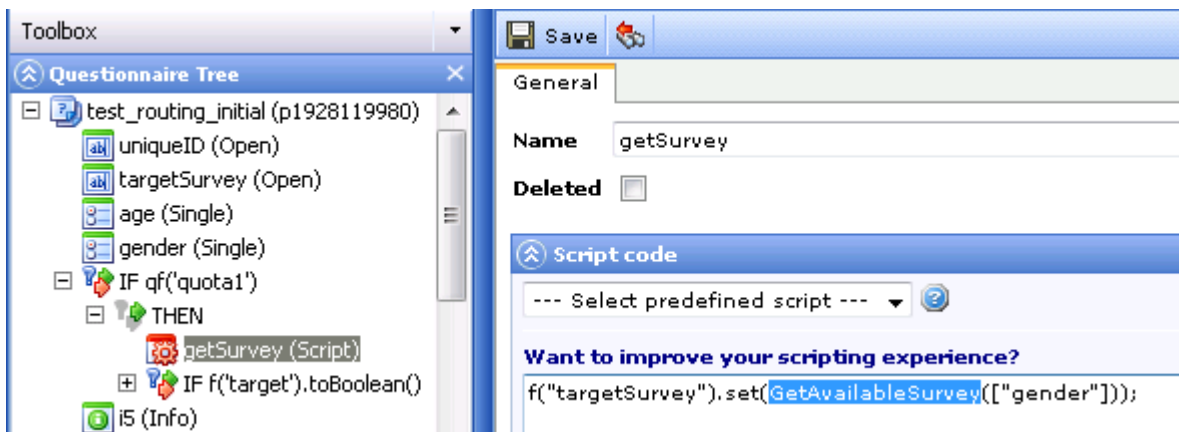 Toolbox
Questionnaire Tree
test_routing_initial (p1928119980)
uniqueID (Open)
targetSurvey (Open)
age (Single)
gender (Single)
IF qf('quota1')
THEN
getSurvey (Script)
IF f('target').toBoolean()
i5 (Info)
Save
General
Name getSurvey
Deleted
Script code
--- Select predefined script ---
Want to improve your scripting experience?
f("targetSurvey").set(GetAvailableSurvey(["gender"]));